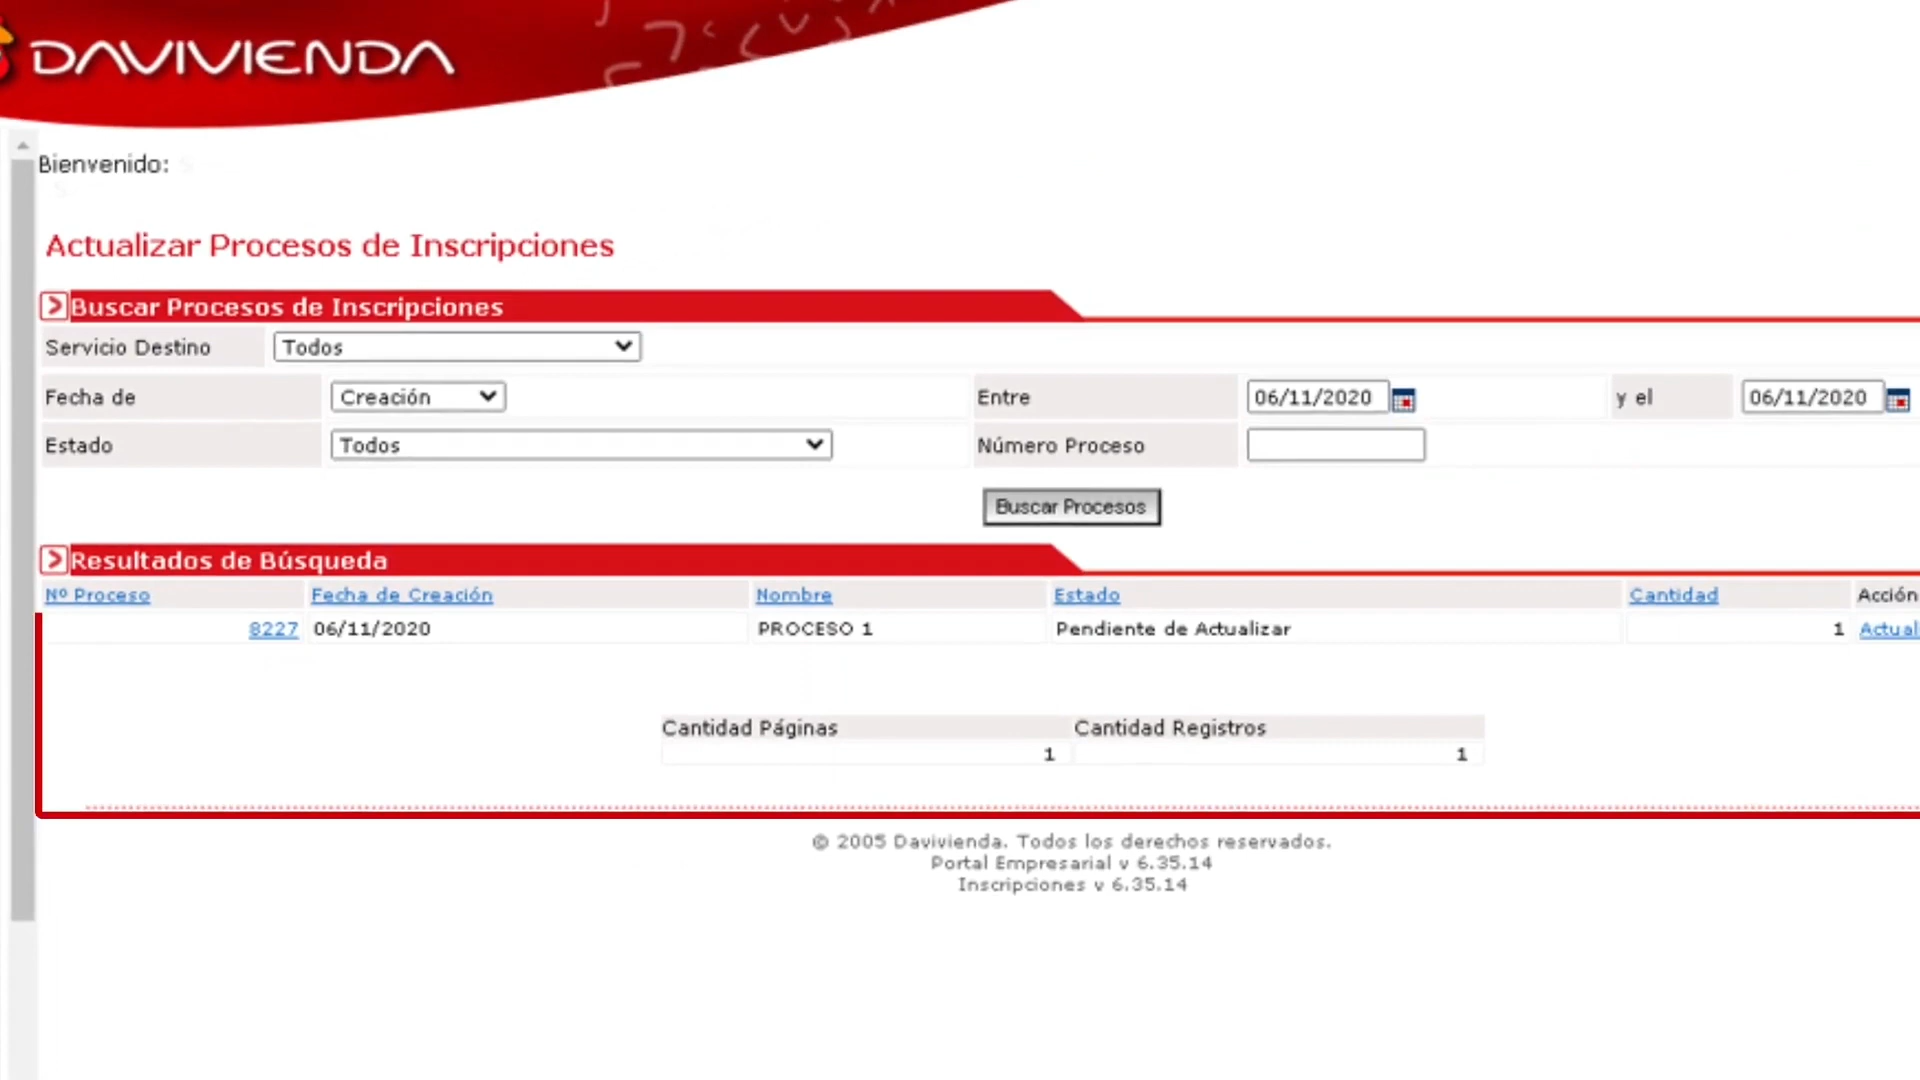 DAVIVIENDA
Bienvenido:
Actualizar Procesos de Inscripciones
Buscar Procesos de Inscripciones
Servicio Destino Todos
Fecha de Creación Entre 06/11/2020 y el 06/11/2020
Estado Todos Número Proceso
Buscar Procesos
Resultados de Búsqueda
Nº Proceso Fecha de Creación Nombre Estado Cantidad Acción
8227 06/11/2020 PROCESO 1 Pendiente de Actualizar 1 Actuali
Cantidad Páginas Cantidad Registros
1 1
© 2005 Davivienda. Todos los derechos reservados.
Portal Empresarial v 6.35.14
Inscripciones v 6.35.14